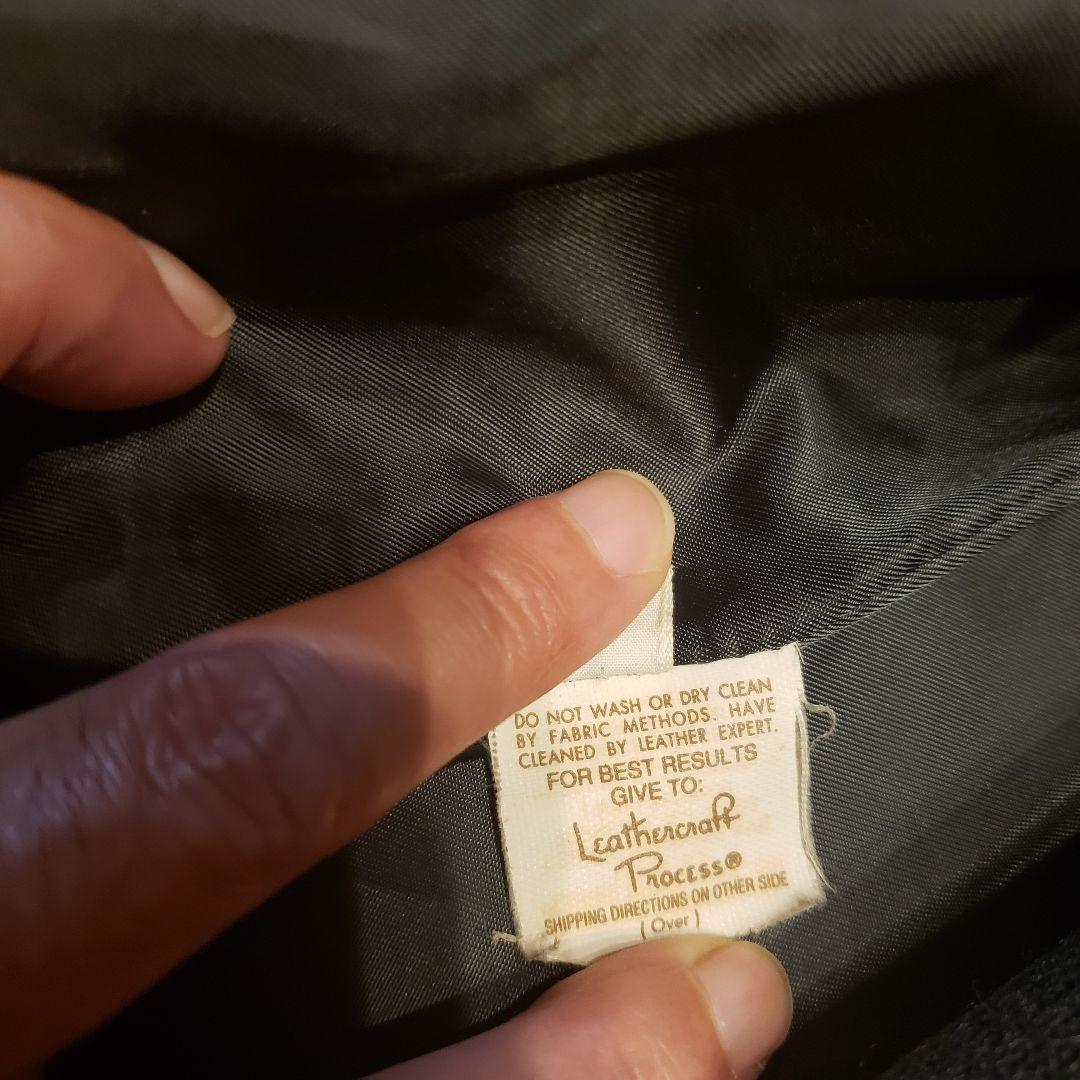 DO NOT WASH OR DRY CLEAN
BY FABRIC METHODS. HAVE
CLEANED BY LEATHER EXPERT.
FOR BEST RESULTS
GIVE TO:
Leathercraft
Process®
SHIPPING DIRECTIONS ON OTHER SIDE
(Over)